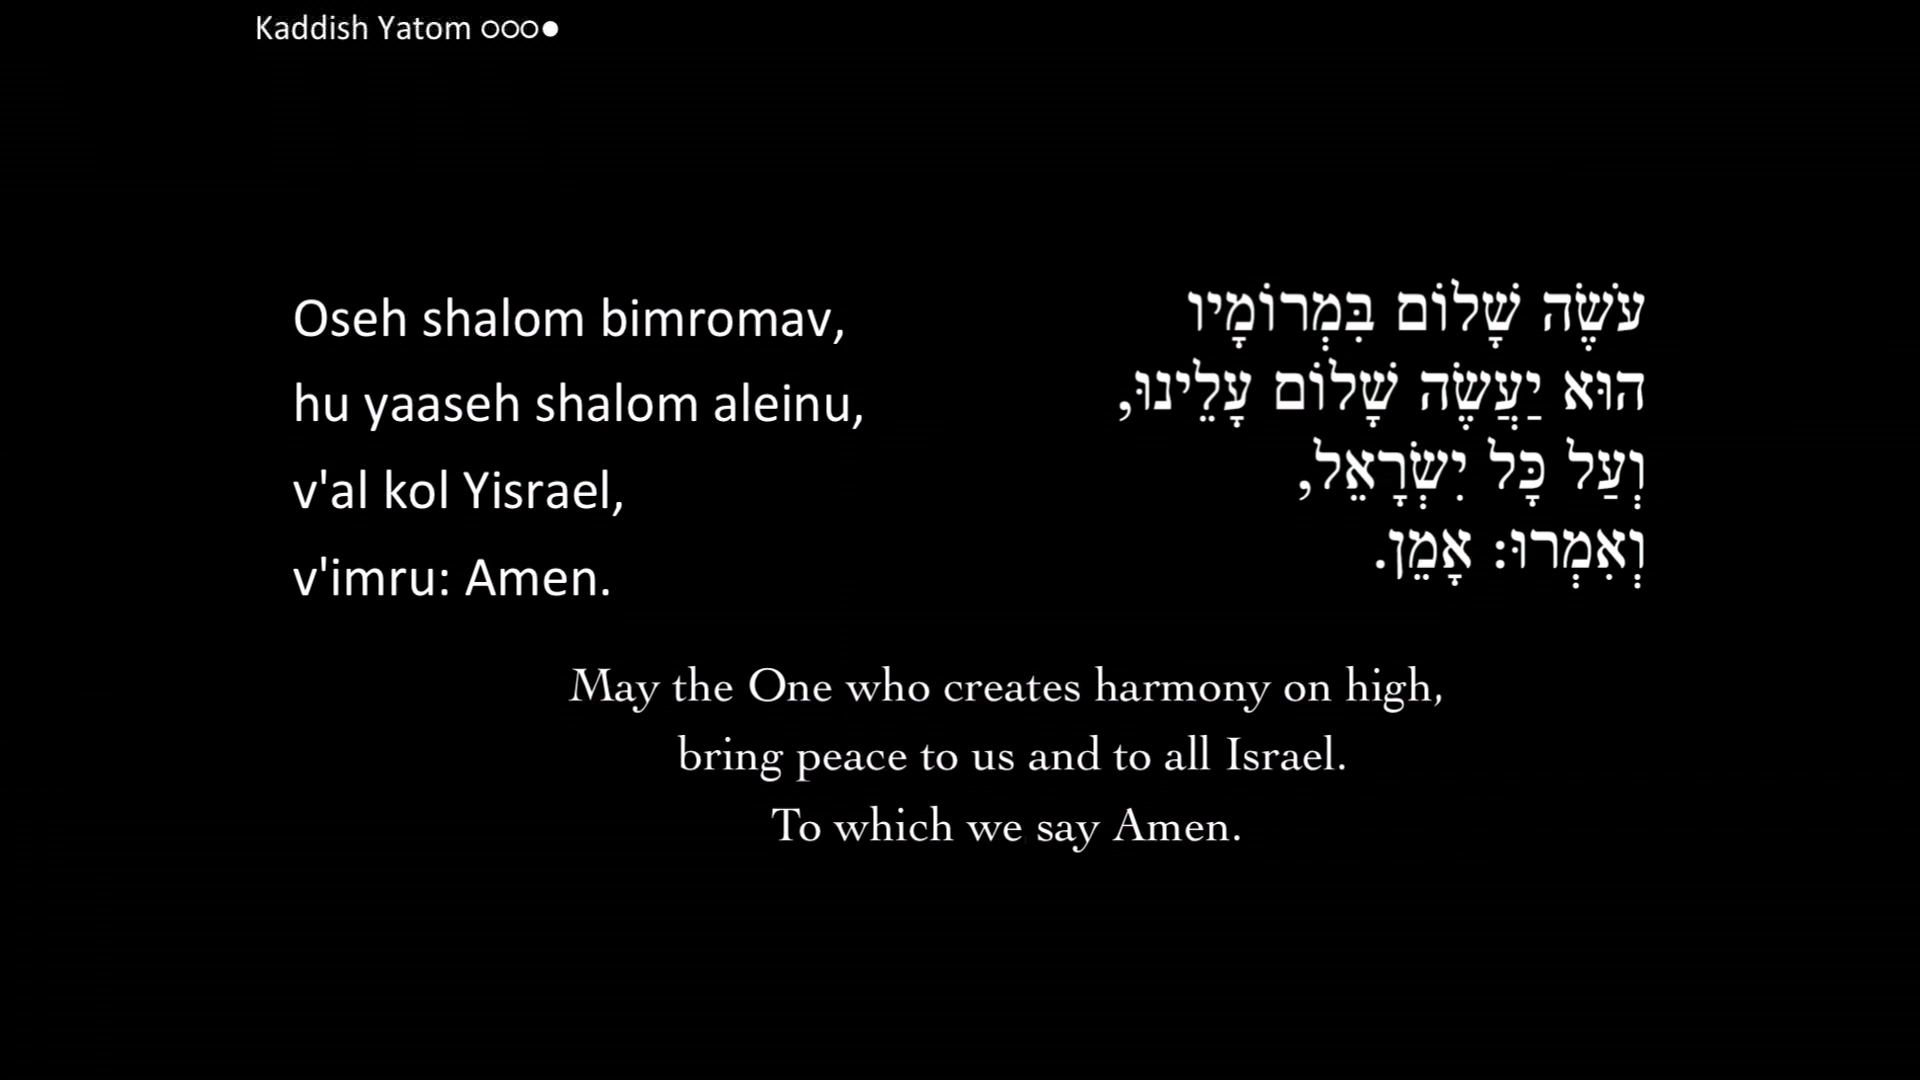 Kaddish Yatom ○○○●
Oseh shalom bimromav,
hu yaaseh shalom aleinu,
v'al kol Yisrael,
v'imru: Amen.
עֹשֶׂה שָׁלוֹם בִּמְרוֹמָיו
הוּא יַעֲשֶׂה שָׁלוֹם עָלֵינוּ,
וְעַל כָּל יִשְׂרָאֵל,
וְאִמְרוּ: אָמֵן.
May the One who creates harmony on high,
bring peace to us and to all Israel.
To which we say Amen.